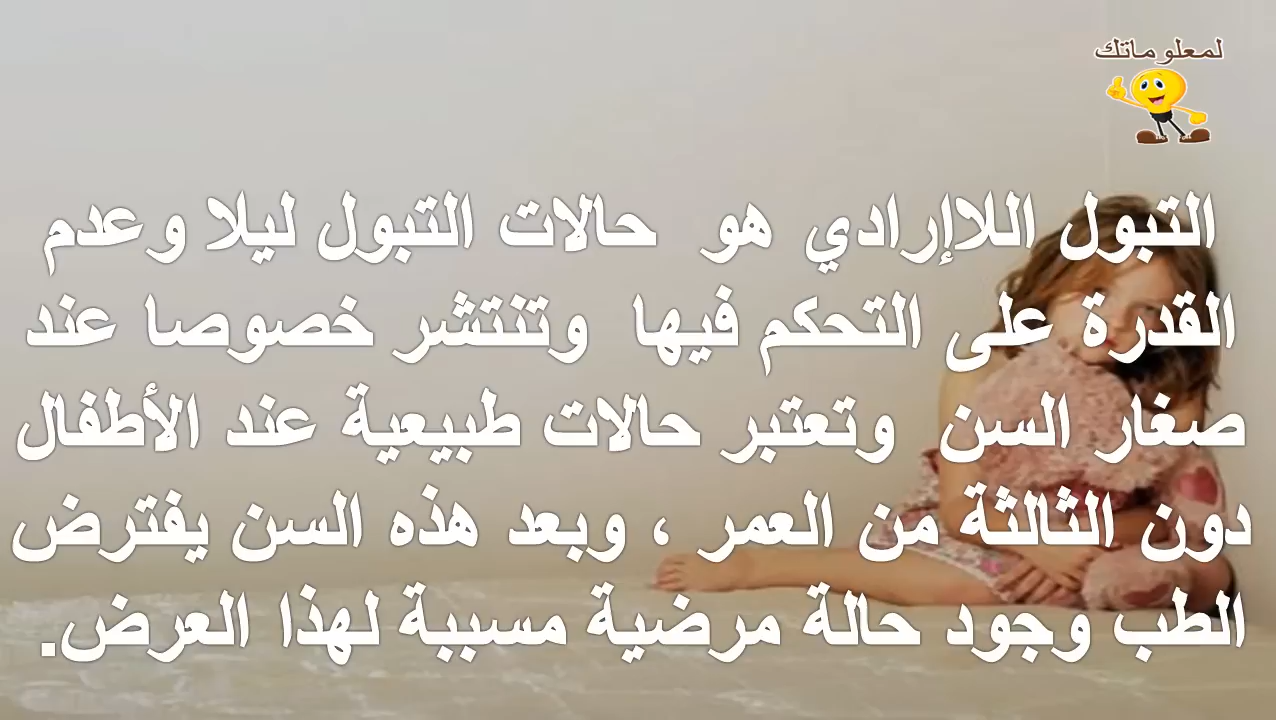 لمعلوماتك
التبول اللاإرادي هو حالات التبول ليلا وعدم
القدرة على التحكم فيها وتنتشر خصوصا عند
صغار السن وتعتبر حالات طبيعية عند الأطفال
دون الثالثة من العمر ، وبعد هذه السن يفترض
الطب وجود حالة مرضية مسببة لهذا العرض.